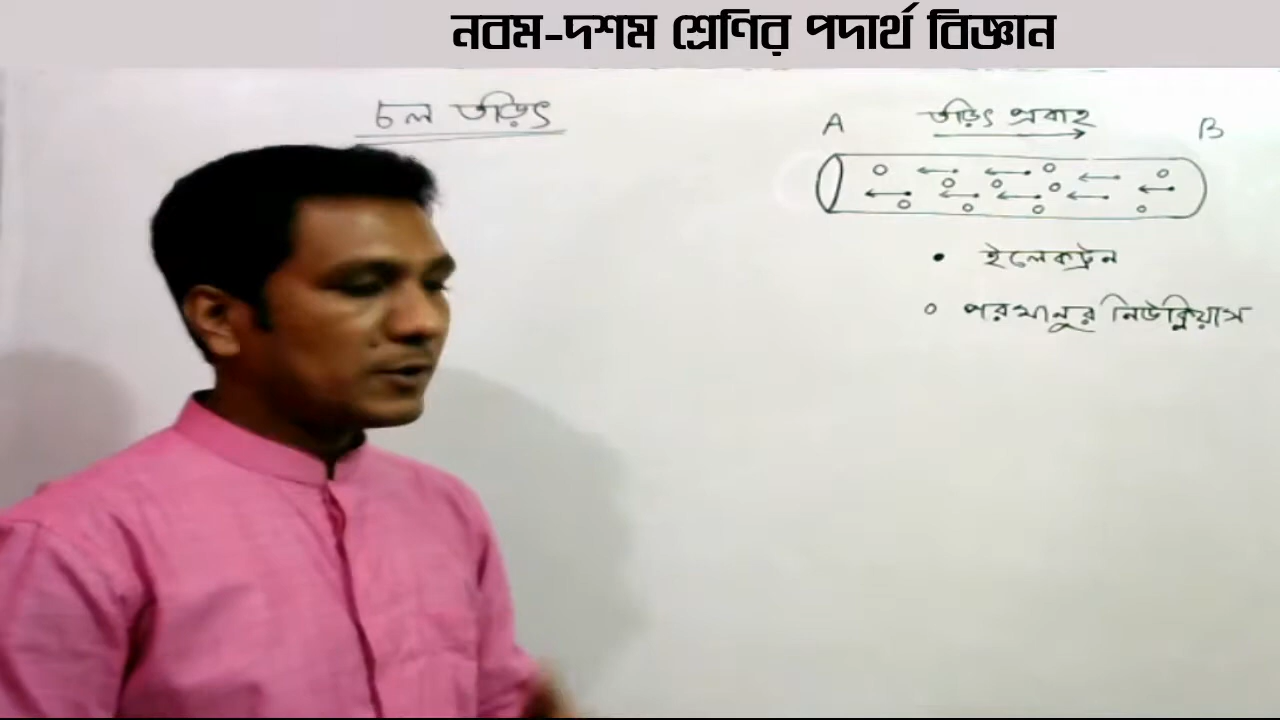 নবম-দশম শ্রেণির পদার্থ বিজ্ঞান
চল তড়িৎ
তড়িৎ প্রবাহ
A
B
ইলেকট্রন
পরমানুর নিউক্লিয়াস